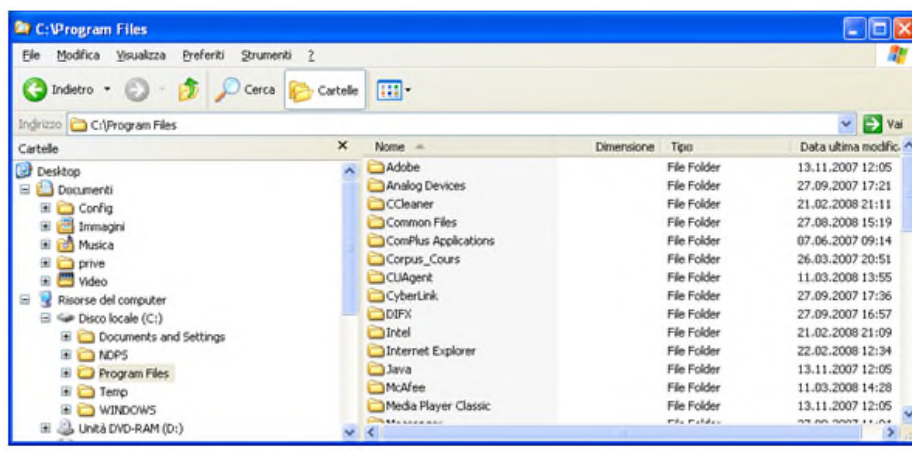 C:\Program Files
File Modifica Visualizza Preferiti Strumenti ?
Indietro Cerca Cartelle
Indirizzo C:\Program Files Vai
Cartelle
Desktop
Documenti
Config
Immagini
Musica
prive
Video
Risorse del computer
Disco locale (C:)
Documents and Settings
NDPS
Program Files
Temp
WINDOWS
Unità DVD-RAM (D:)
Nome Dimensione Tipo Data ultima modific
Adobe File Folder 13.11.2007 12:05
Analog Devices File Folder 27.09.2007 17:21
CCleaner File Folder 21.02.2008 21:11
Common Files File Folder 27.08.2008 15:19
ComPlus Applications File Folder 07.06.2007 09:14
Corpus_Cours File Folder 26.03.2007 20:51
CUAgent File Folder 11.03.2008 13:55
CyberLink File Folder 27.09.2007 17:36
DIFX File Folder 27.09.2007 16:57
Intel File Folder 21.02.2008 21:09
Internet Explorer File Folder 22.02.2008 12:34
Java File Folder 13.11.2007 12:05
McAfee File Folder 11.03.2008 14:28
Media Player Classic File Folder 13.11.2007 12:05